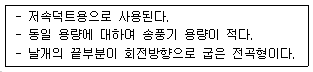 - 저속덕트용으로 사용된다.
- 동일 용량에 대하여 송풍기 용량이 적다.
- 날개의 끝부분이 회전방향으로 굽은 전곡형이다.